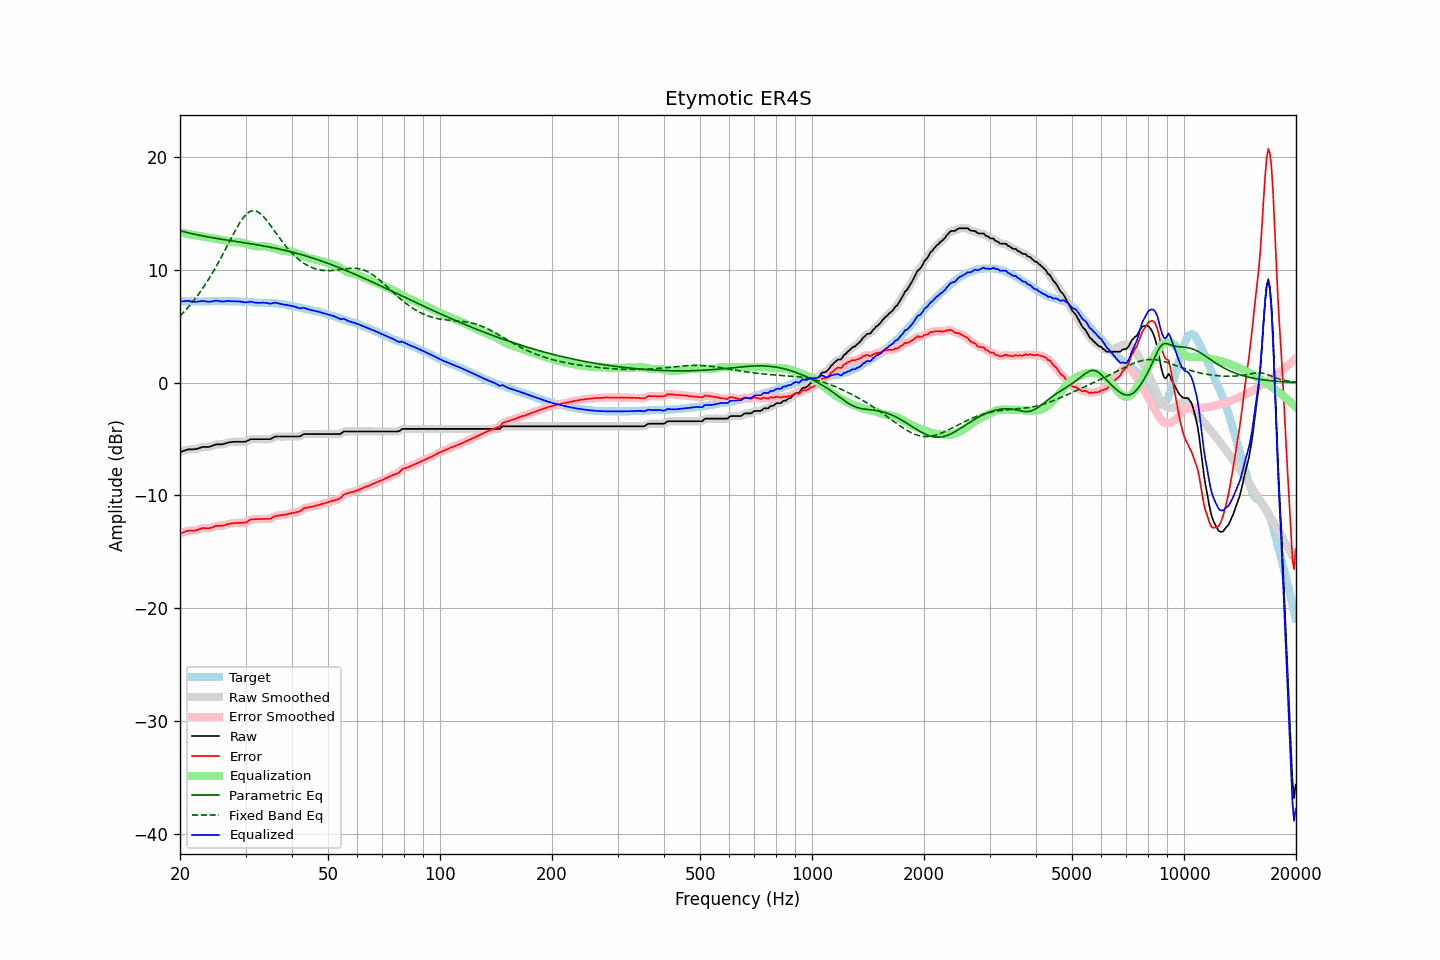 Etymotic ER4S
20
10
0
−10
−20
−30
−40
Amplitude (dBr)
Target
Raw Smoothed
Error Smoothed
Raw
Error
Equalization
Parametric Eq
Fixed Band Eq
Equalized
20 50 100 200 500 1000 2000 5000 10000 20000
Frequency (Hz)